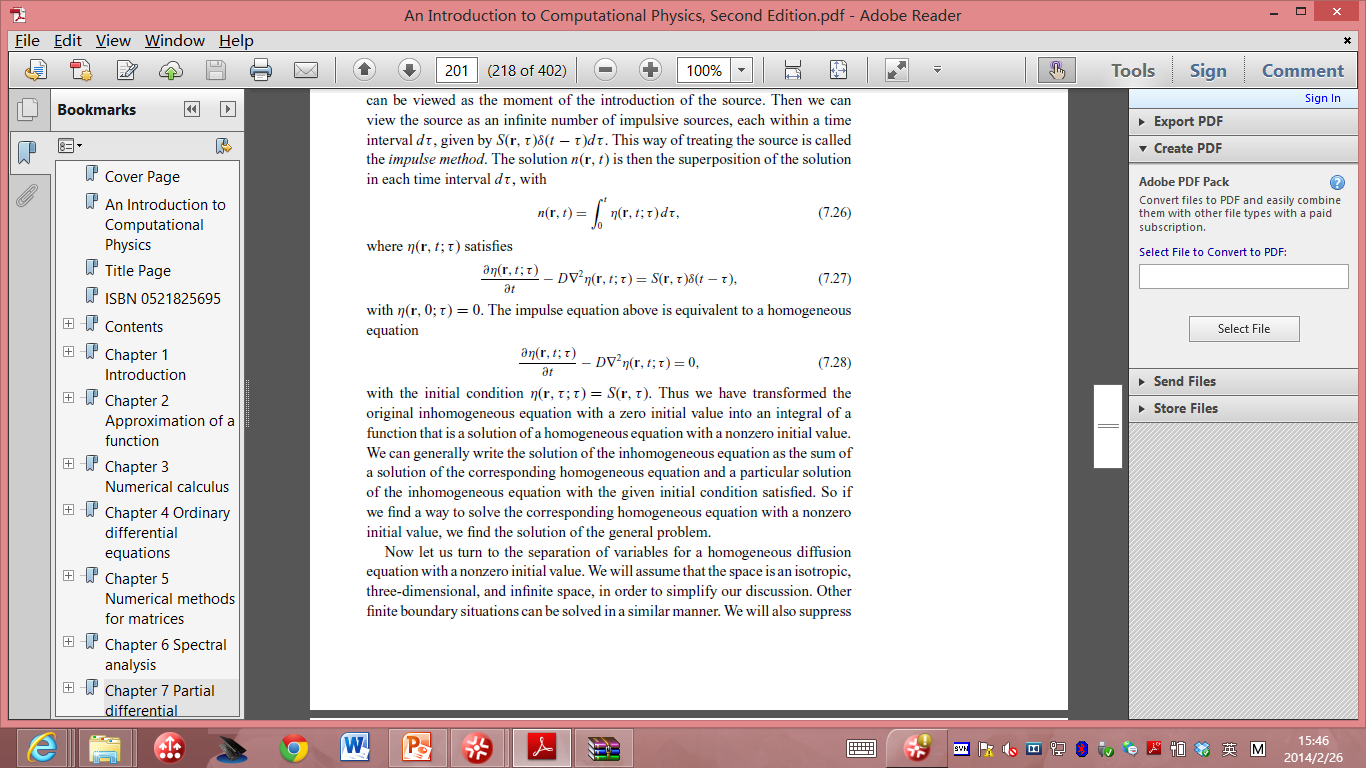 An Introduction to Computational Physics, Second Edition.pdf - Adobe Reader
File Edit View Window Help
201 (218 of 402) 100% Tools Sign Comment
Bookmarks
Cover Page
An Introduction to
Computational
Physics
Title Page
ISBN 0521825695
Contents
Chapter 1
Introduction
Chapter 2
Approximation of a
function
Chapter 3
Numerical calculus
Chapter 4 Ordinary
differential
equations
Chapter 5
Numerical methods
for matrices
Chapter 6 Spectral
analysis
Chapter 7 Partial
differential
can be viewed as the moment of the introduction of the source. Then we can
view the source as an infinite number of impulsive sources, each within a time
interval dτ, given by S(r, τ)δ(t − τ)dτ. This way of treating the source is called
the impulse method. The solution n(r, t) is then the superposition of the solution
in each time interval dτ, with
n(r, t) = ∫₀ᵗ η(r, t; τ) dτ, (7.26)
where η(r, t; τ) satisfies
∂η(r, t; τ)/∂t − D∇²η(r, t; τ) = S(r, τ)δ(t − τ), (7.27)
with η(r, 0; τ) = 0. The impulse equation above is equivalent to a homogeneous
equation
∂η(r, t; τ)/∂t − D∇²η(r, t; τ) = 0, (7.28)
with the initial condition η(r, τ; τ) = S(r, τ). Thus we have transformed the
original inhomogeneous equation with a zero initial value into an integral of a
function that is a solution of a homogeneous equation with a nonzero initial value.
We can generally write the solution of the inhomogeneous equation as the sum of
a solution of the corresponding homogeneous equation and a particular solution
of the inhomogeneous equation with the given initial condition satisfied. So if
we find a way to solve the corresponding homogeneous equation with a nonzero
initial value, we find the solution of the general problem.
Now let us turn to the separation of variables for a homogeneous diffusion
equation with a nonzero initial value. We will assume that the space is an isotropic,
three-dimensional, and infinite space, in order to simplify our discussion. Other
finite boundary situations can be solved in a similar manner. We will also suppress
Sign In
Export PDF
Create PDF
Adobe PDF Pack
Convert files to PDF and easily combine
them with other file types with a paid
subscription.
Select File to Convert to PDF:
Select File
Send Files
Store Files
SVN
英 M
15:46
2014/2/26